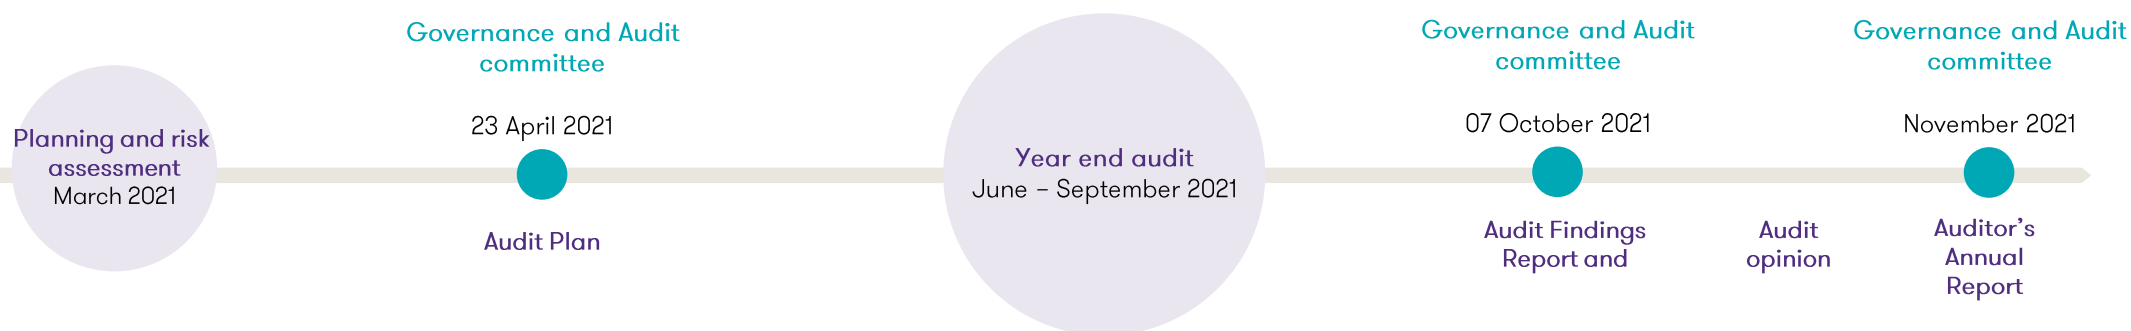 Planning and risk
assessment
March 2021
Governance and Audit
committee
23 April 2021
Audit Plan
Year end audit
June – September 2021
Governance and Audit
committee
07 October 2021
Audit Findings
Report and
Audit
opinion
Governance and Audit
committee
November 2021
Auditor’s
Annual
Report